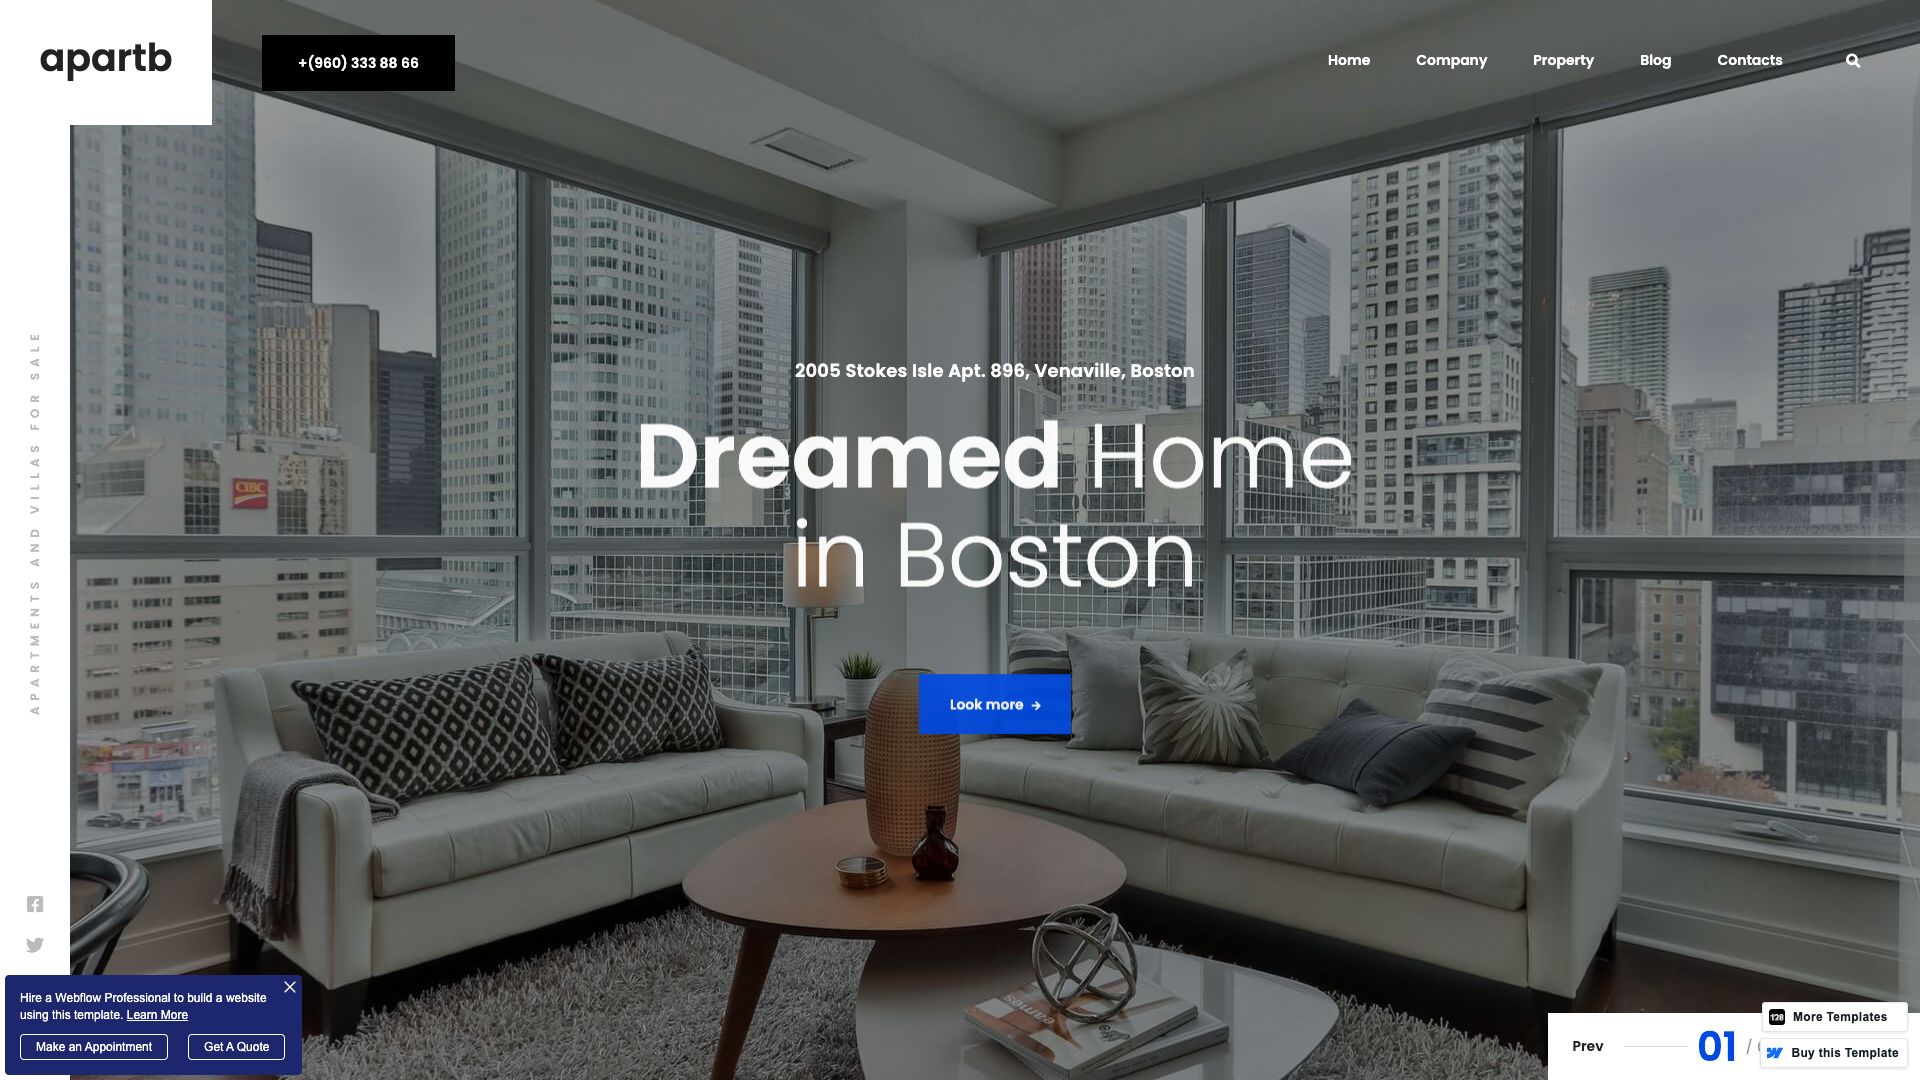 apartb
+(960) 333 88 66
Home
Company
Property
Blog
Contacts
APARTMENTS AND VILLAS FOR SALE
CIBC
2005 Stokes Isle Apt. 896, Venaville, Boston
Dreamed Home
in Boston
Look more →
Hire a Webflow Professional to build a website
using this template. Learn More
Make an Appointment
Get A Quote
Prev
01 /
128 More Templates
Buy this Template